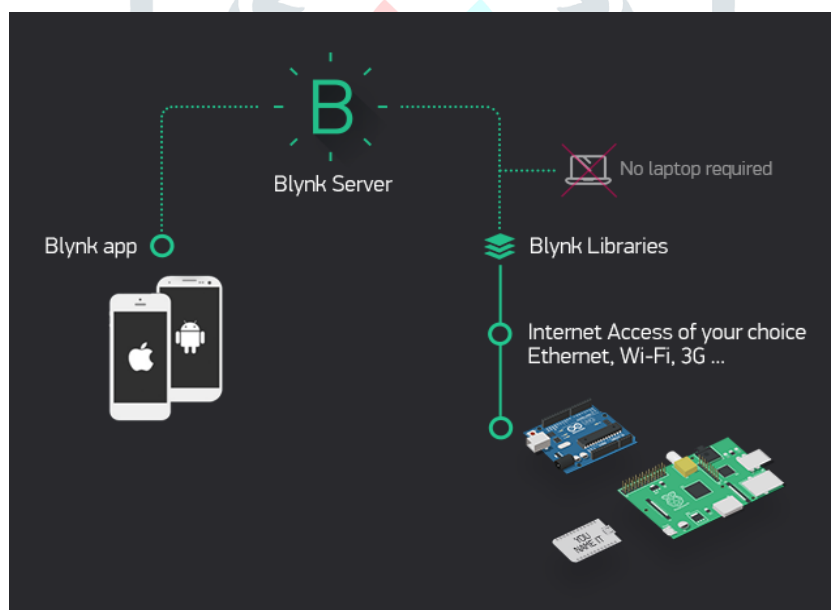 B
Blynk Server
No laptop required
Blynk app
Blynk Libraries
Internet Access of your choice
Ethernet, Wi-Fi, 3G ...
YOU
NAME IT